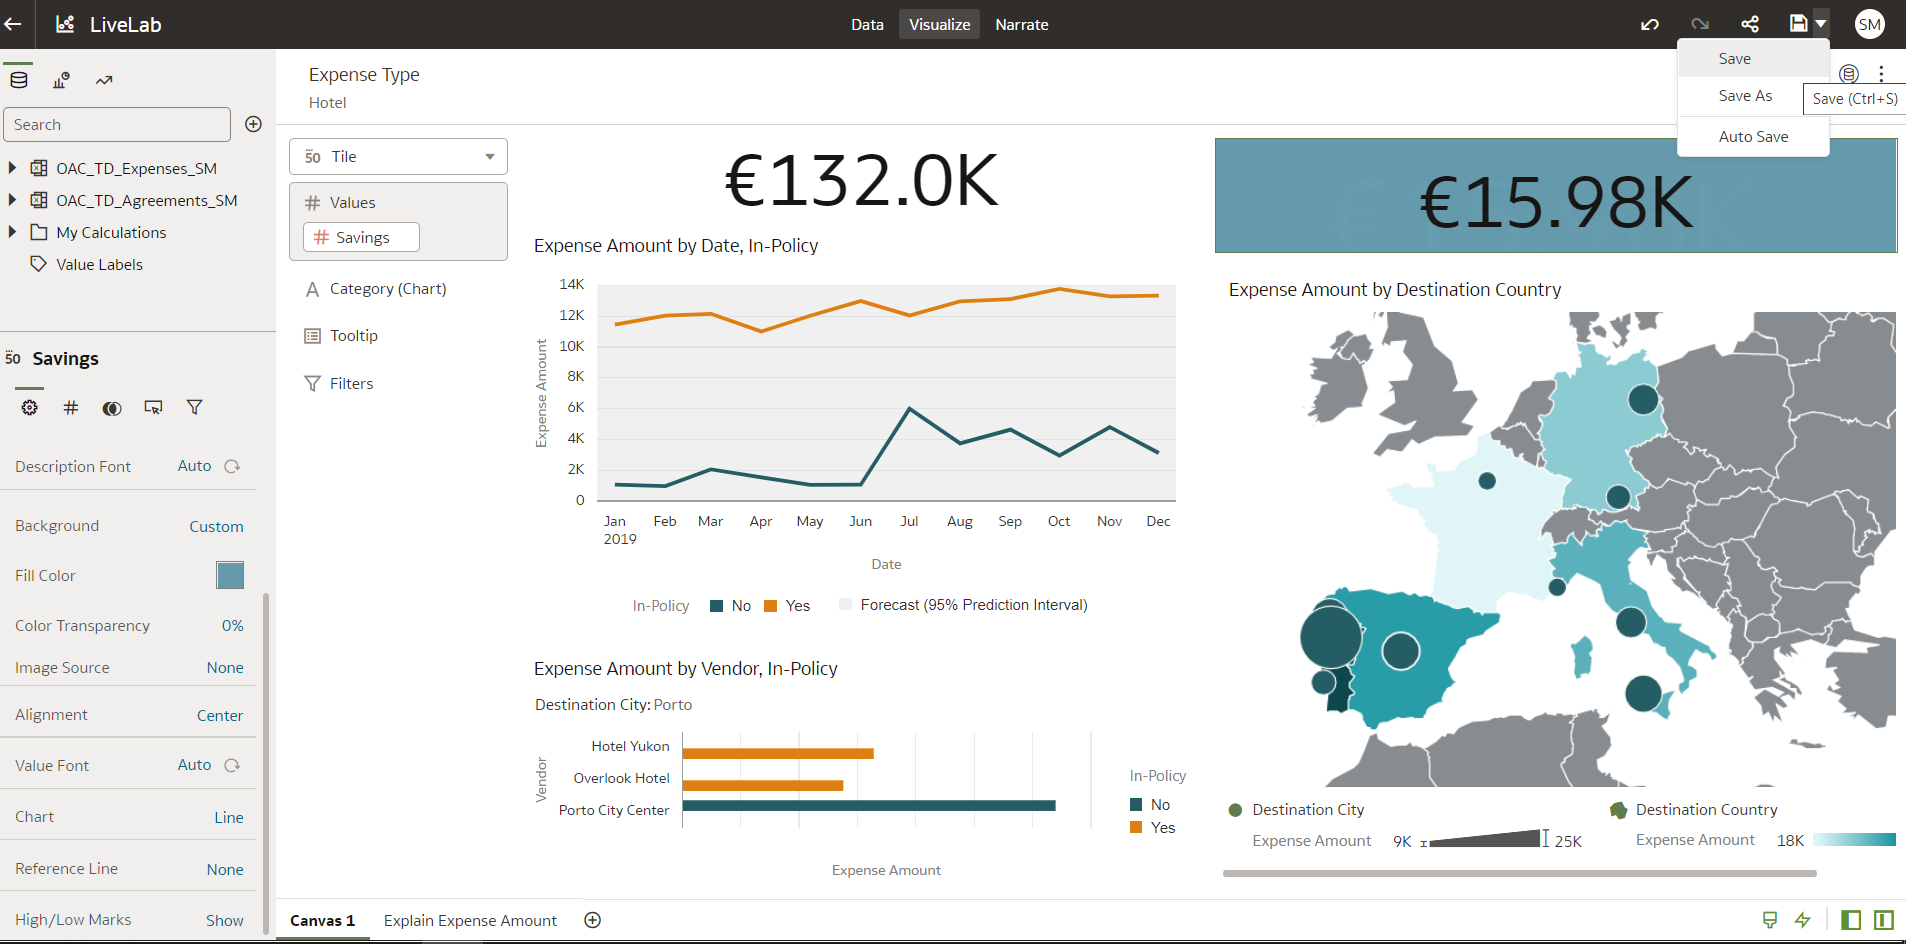 LiveLab
Data Visualize Narrate
SM
Save
Save As
Save (Ctrl+S)
Auto Save
Search
OAC_TD_Expenses_SM
OAC_TD_Agreements_SM
My Calculations
Value Labels
50 Savings
Description Font Auto
Background Custom
Fill Color
Color Transparency 0%
Image Source None
Alignment Center
Value Font Auto
Chart Line
Reference Line None
High/Low Marks Show
Expense Type
Hotel
50 Tile
# Values
# Savings
A Category (Chart)
Tooltip
Filters
€132.0K
Expense Amount by Date, In-Policy
Expense Amount
14K
12K
10K
8K
6K
4K
2K
0
Jan Feb Mar Apr May Jun Jul Aug Sep Oct Nov Dec
2019
Date
In-Policy No Yes Forecast (95% Prediction Interval)
Expense Amount by Vendor, In-Policy
Destination City: Porto
Vendor
Hotel Yukon
Overlook Hotel
Porto City Center
Expense Amount
In-Policy
No
Yes
€15.98K
Expense Amount by Destination Country
Destination City
Expense Amount 9K 25K
Destination Country
Expense Amount 18K
Canvas 1 Explain Expense Amount